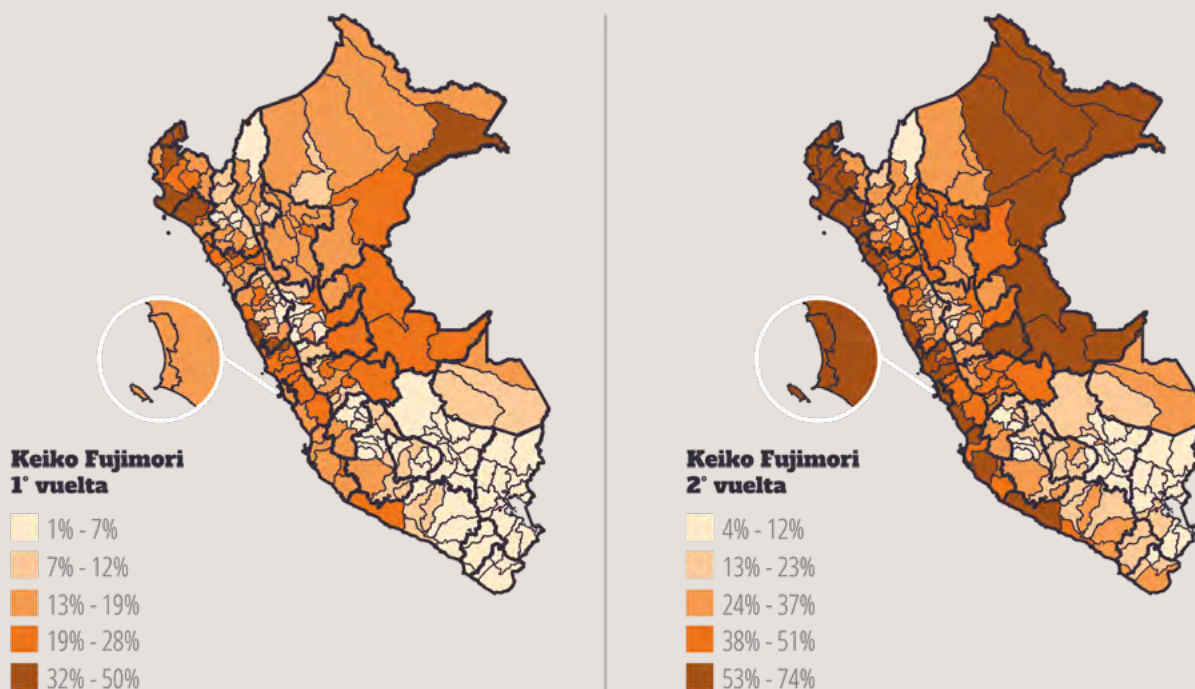 Keiko Fujimori
1° vuelta
1% - 7%
7% - 12%
13% - 19%
19% - 28%
32% - 50%
Keiko Fujimori
2° vuelta
4% - 12%
13% - 23%
24% - 37%
38% - 51%
53% - 74%